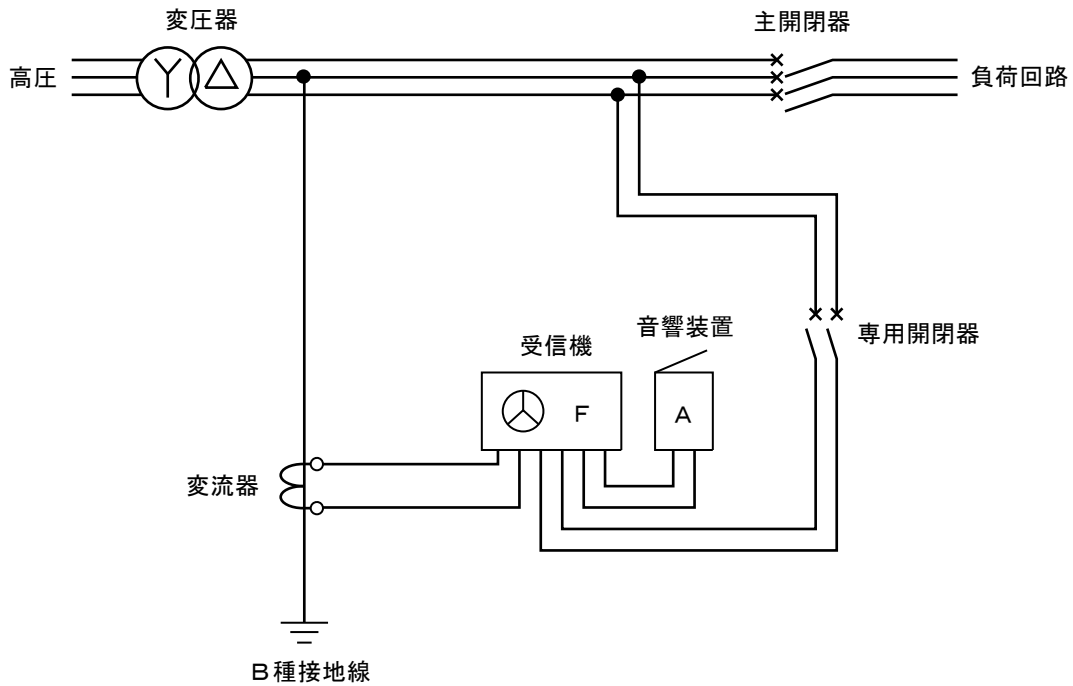 変圧器
主開閉器
高圧
負荷回路
音響装置
専用開閉器
受信機
F
A
変流器
B種接地線